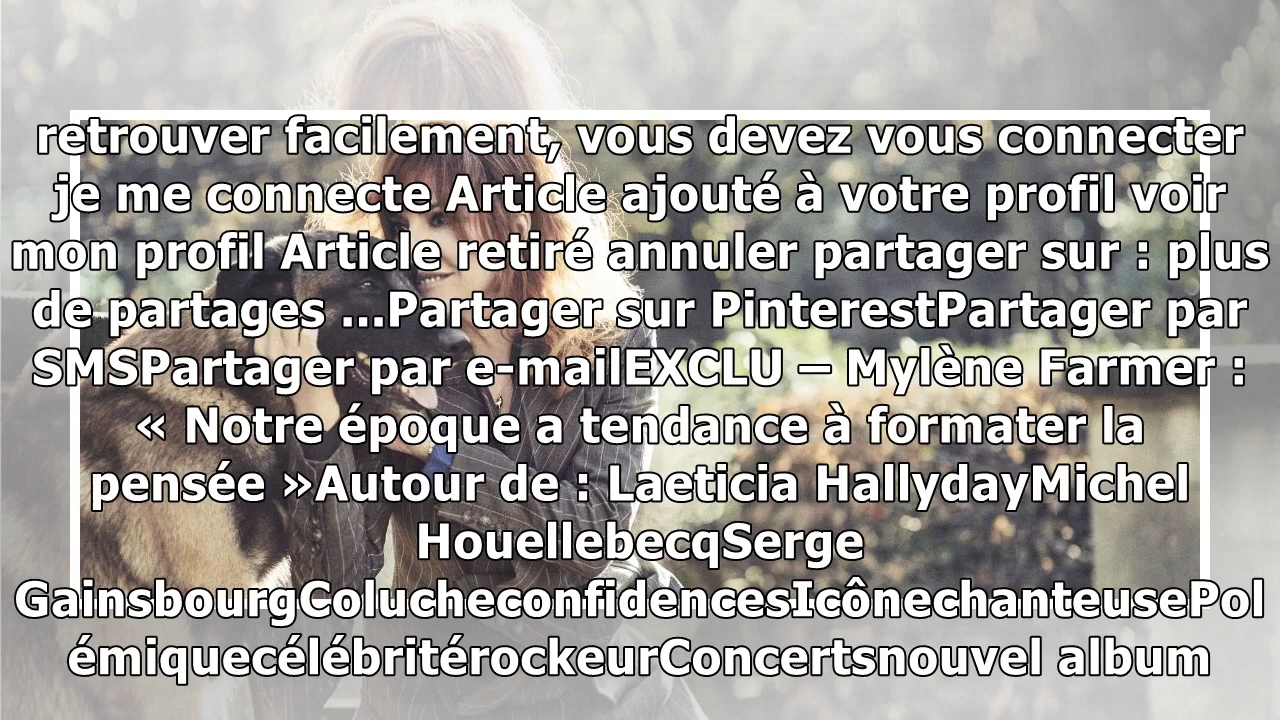 retrouver facilement, vous devez vous connecter
je me connecte Article ajouté à votre profil voir
mon profil Article retiré annuler partager sur : plus
de partages ...Partager sur PinterestPartager par
SMSPartager par e-mailEXCLU – Mylène Farmer :
« Notre époque a tendance à formater la
pensée »Autour de : Laeticia HallydayMichel
HouellebecqSerge
GainsbourgColucheconfidencesIcônechanteusePol
émiquecélébritérockeurConcertsnouvel album